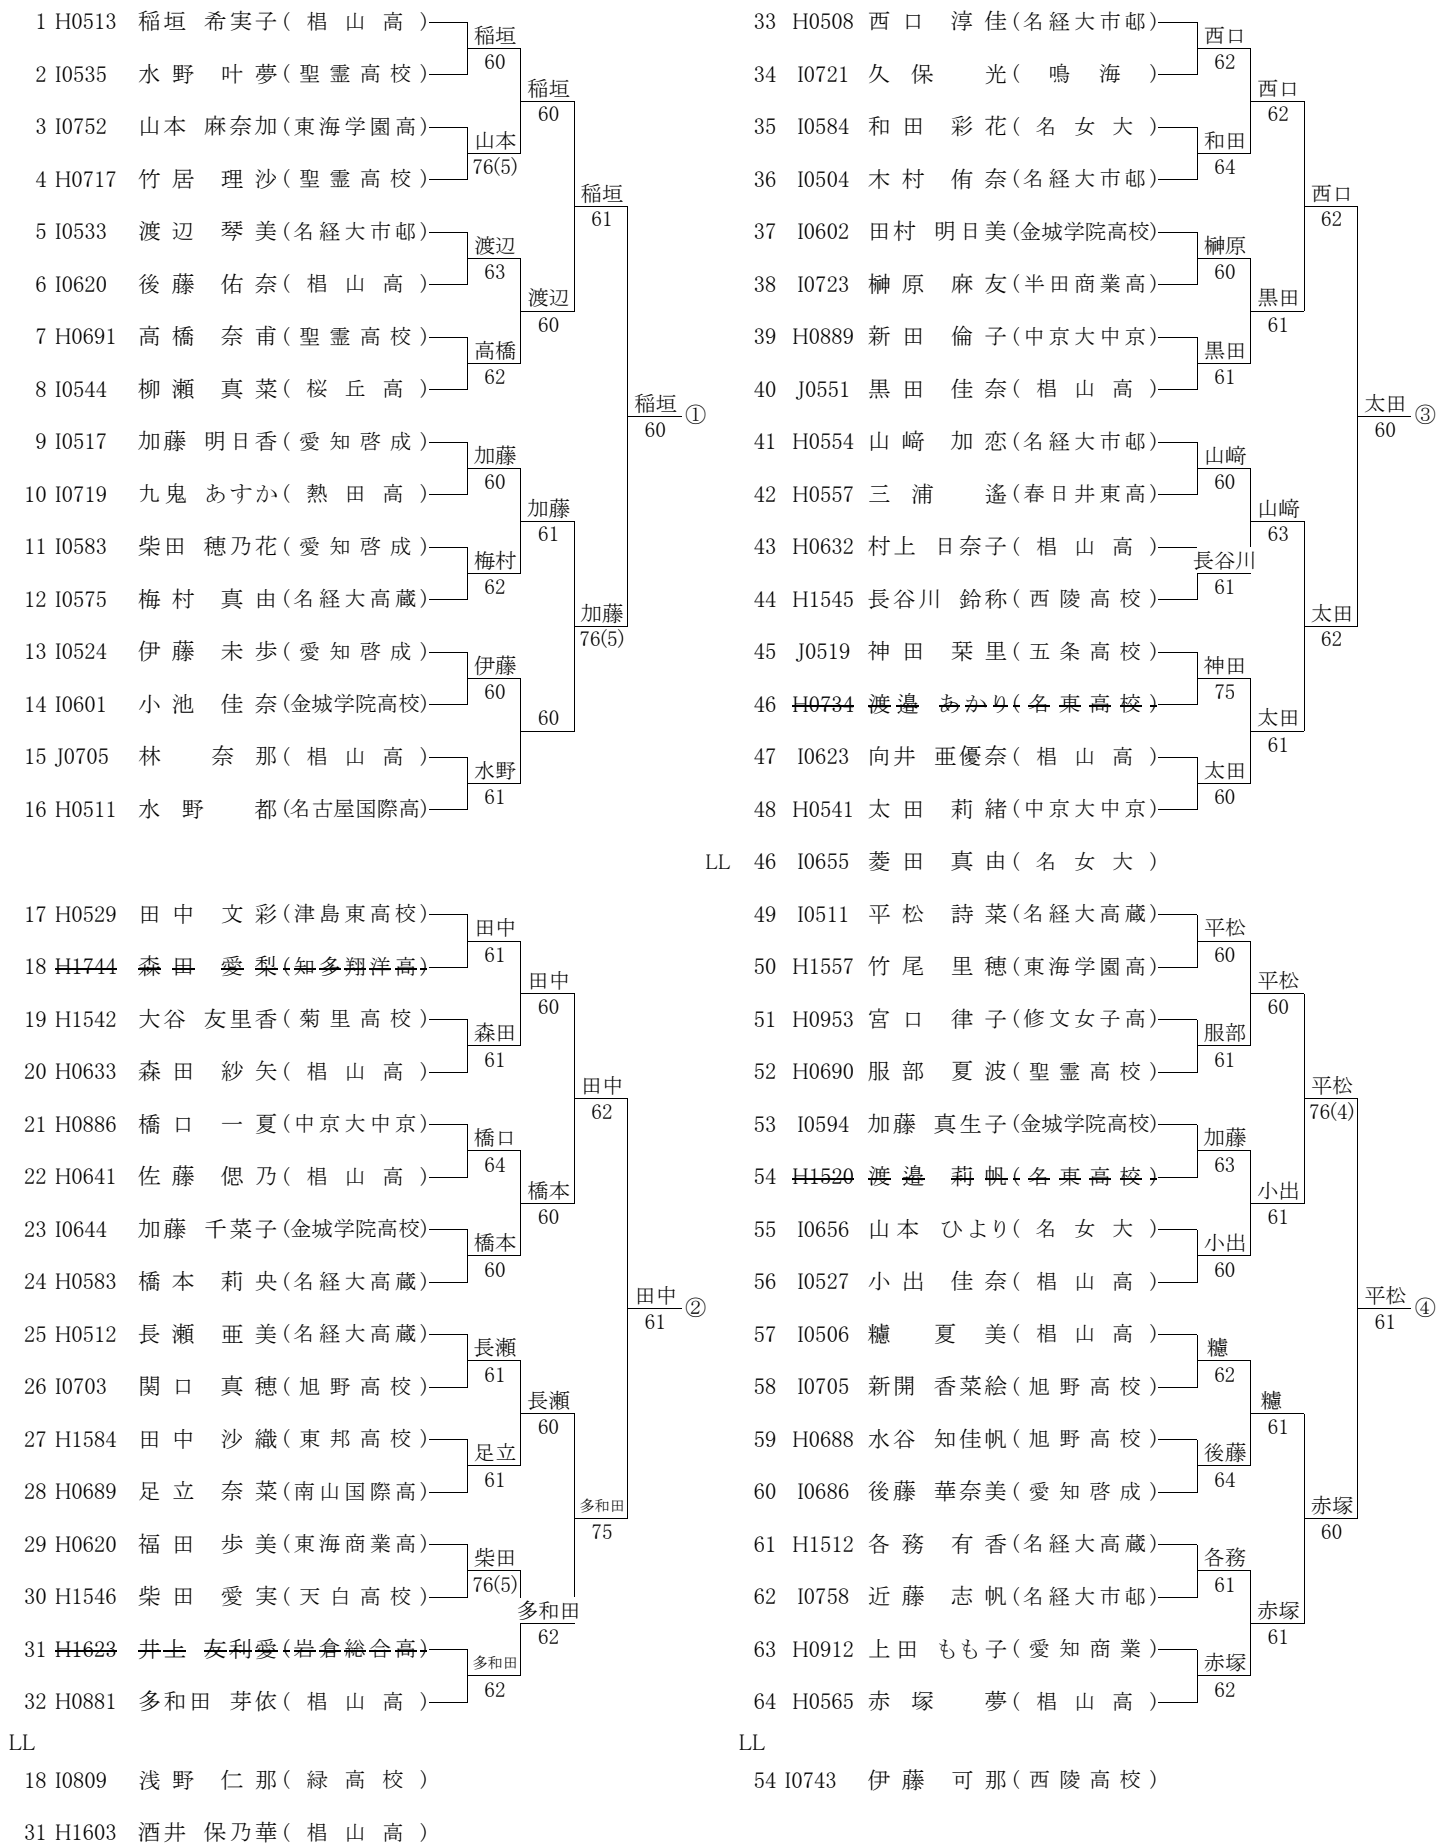 1 H0513 稲垣 希実子( 椙 山 高 )
稲垣
60
2 I0535 水 野 叶 夢( 聖 霊 高 校 )
稲垣
60
3 I0752 山本 麻奈加(東海学園高)
山本
76(5)
4 H0717 竹 居 理 沙( 聖 霊 高 校 )
稲垣
61
5 I0533 渡 辺 琴 美(名経大市邨)
渡辺
63
6 I0620 後 藤 佑 奈( 椙 山 高 )
渡辺
60
7 H0691 高 橋 奈 甫( 聖 霊 高 校 )
高橋
62
8 I0544 柳 瀬 真 菜( 桜 丘 高 )
稲垣 ①
60
9 I0517 加藤 明日香( 愛 知 啓 成 )
加藤
60
10 I0719 九鬼 あすか( 熱 田 高 )
加藤
61
11 I0583 柴田 穂乃花( 愛 知 啓 成 )
梅村
62
12 I0575 梅 村 真 由(名経大高蔵)
加藤
76(5)
13 I0524 伊 藤 未 歩( 愛 知 啓 成 )
伊藤
60
14 I0601 小 池 佳 奈(金城学院高校)
60
15 J0705 林 奈 那( 椙 山 高 )
水野
61
16 H0511 水 野 都(名古屋国際高)
17 H0529 田 中 文 彩(津島東高校)
田中
61
18 H1744 森 田 愛 梨(知多翔洋高)
田中
60
19 H1542 大谷 友里香( 菊 里 高 校 )
森田
61
20 H0633 森 田 紗 矢( 椙 山 高 )
田中
62
21 H0886 橋 口 一 夏(中京大中京)
橋口
64
22 H0641 佐 藤 偲 乃( 椙 山 高 )
橋本
60
23 I0644 加藤 千菜子(金城学院高校)
橋本
60
24 H0583 橋 本 莉 央(名経大高蔵)
田中 ②
61
25 H0512 長 瀬 亜 美(名経大高蔵)
長瀬
61
26 I0703 関 口 真 穂( 旭 野 高 校 )
長瀬
60
27 H1584 田 中 沙 織( 東 邦 高 校 )
足立
61
28 H0689 足 立 奈 菜(南山国際高)
多和田
75
29 H0620 福 田 歩 美(東海商業高)
柴田
76(5)
30 H1546 柴 田 愛 実( 天 白 高 校 )
多和田
62
31 H1623 井上 友利愛(岩倉総合高)
多和田
62
32 H0881 多和田 芽依( 椙 山 高 )
LL
18 I0809 浅 野 仁 那( 緑 高 校 )
31 H1603 酒井 保乃華( 椙 山 高 )
33 H0508 西 口 淳 佳(名経大市邨)
西口
62
34 I0721 久 保 光( 鳴 海 )
西口
62
35 I0584 和 田 彩 花( 名 女 大 )
和田
64
36 I0504 木 村 侑 奈(名経大市邨)
西口
62
37 I0602 田村 明日美(金城学院高校)
榊原
60
38 I0723 榊 原 麻 友(半田商業高)
黒田
61
39 H0889 新 田 倫 子(中京大中京)
黒田
61
40 J0551 黒 田 佳 奈( 椙 山 高 )
太田 ③
60
41 H0554 山 﨑 加 恋(名経大市邨)
山﨑
60
42 H0557 三 浦 遙(春日井東高)
山﨑
63
43 H0632 村上 日奈子( 椙 山 高 )
長谷川
61
44 H1545 長谷川 鈴称( 西 陵 高 校 )
太田
62
45 J0519 神 田 栞 里( 五 条 高 校 )
神田
75
46 H0734 渡 邉 あかり( 名 東 高 校 )
太田
61
47 I0623 向井 亜優奈( 椙 山 高 )
太田
60
48 H0541 太 田 莉 緒(中京大中京)
LL 46 I0655 菱 田 真 由( 名 女 大 )
49 I0511 平 松 詩 菜(名経大高蔵)
平松
60
50 H1557 竹 尾 里 穂(東海学園高)
平松
60
51 H0953 宮 口 律 子(修文女子高)
服部
61
52 H0690 服 部 夏 波( 聖 霊 高 校 )
平松
76(4)
53 I0594 加藤 真生子(金城学院高校)
加藤
63
54 H1520 渡 邉 莉 帆( 名 東 高 校 )
小出
61
55 I0656 山本 ひより( 名 女 大 )
小出
60
56 I0527 小 出 佳 奈( 椙 山 高 )
平松 ④
61
57 I0506 糟 夏 美( 椙 山 高 )
62
58 I0705 新開 香菜絵( 旭 野 高 校 )
61
59 H0688 水谷 知佳帆( 旭 野 高 校 )
後藤
64
60 I0686 後藤 華奈美( 愛 知 啓 成 )
赤塚
60
61 H1512 各 務 有 香(名経大高蔵)
各務
61
62 I0758 近 藤 志 帆(名経大市邨)
赤塚
61
63 H0912 上田 もも子( 愛 知 商 業 )
赤塚
62
64 H0565 赤 塚 夢( 椙 山 高 )
LL
54 I0743 伊 藤 可 那( 西 陵 高 校 )